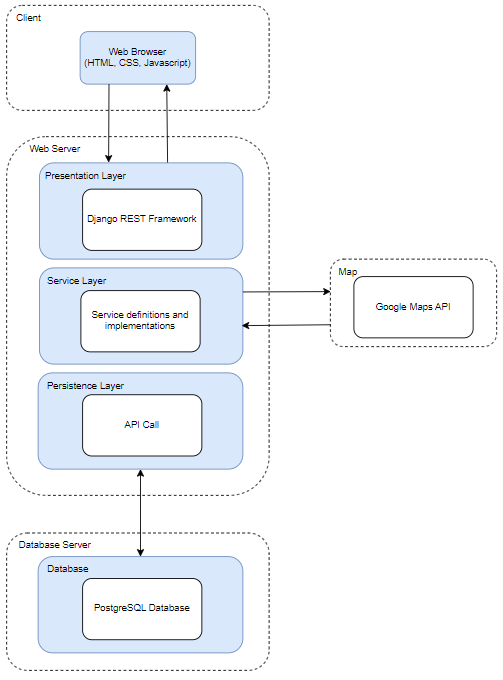 Client
Web Browser
(HTML, CSS, Javascript)
Web Server
Presentation Layer
Django REST Framework
Service Layer
Service definitions and
implementations
Map
Google Maps API
Persistence Layer
API Call
Database Server
Database
PostgreSQL Database